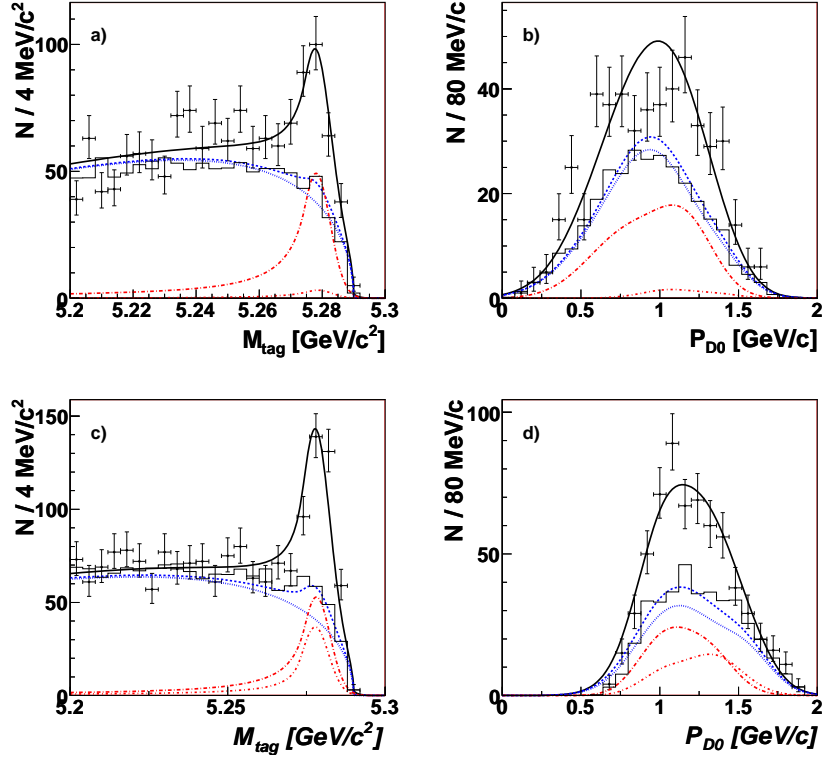 a)
N / 4 MeV/c²
100
50
0
5.2 5.22 5.24 5.26 5.28 5.3
M_tag [GeV/c²]
b)
N / 80 MeV/c
40
20
0
0 0.5 1 1.5 2
P_D0 [GeV/c]
c)
N / 4 MeV/c²
150
100
50
0
5.2 5.25 5.3
M_tag [GeV/c²]
d)
N / 80 MeV/c
100
50
0
0 0.5 1 1.5 2
P_D0 [GeV/c]